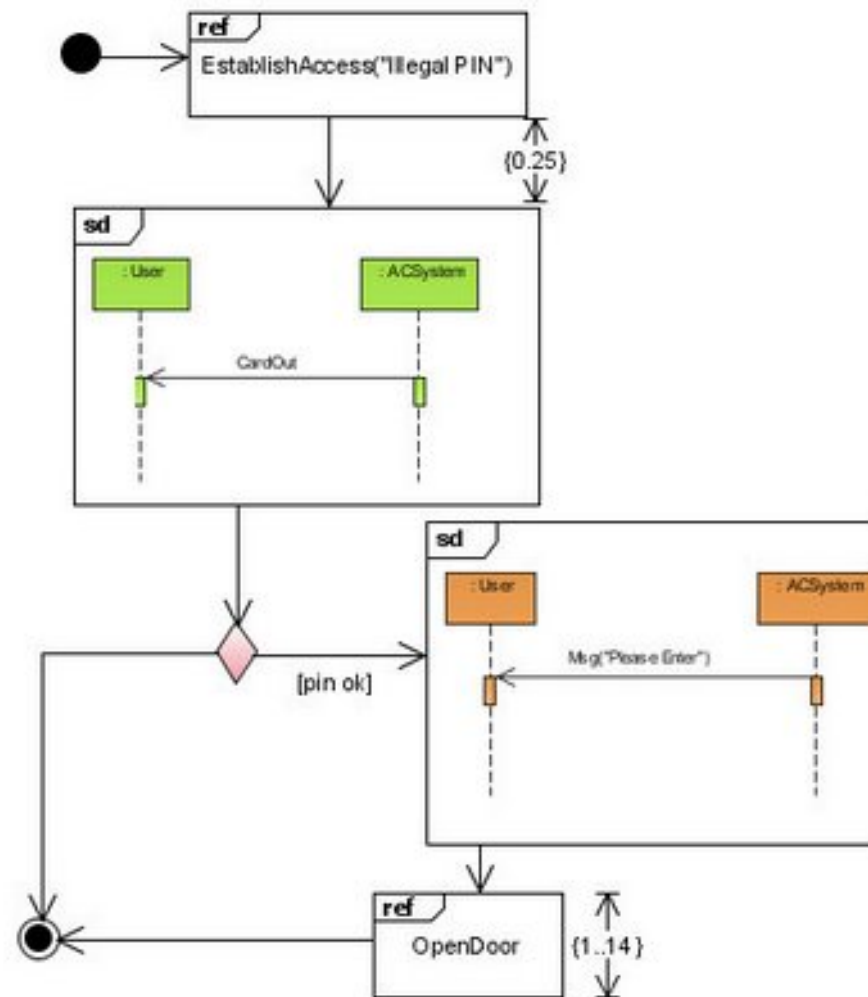 ref
EstablishAccess("Illegal PIN")
{0.25}
sd
: User
: ACSystem
CardOut
sd
: User
: ACSystem
Msg("Please Enter")
[pin ok]
ref
OpenDoor
{1..14}